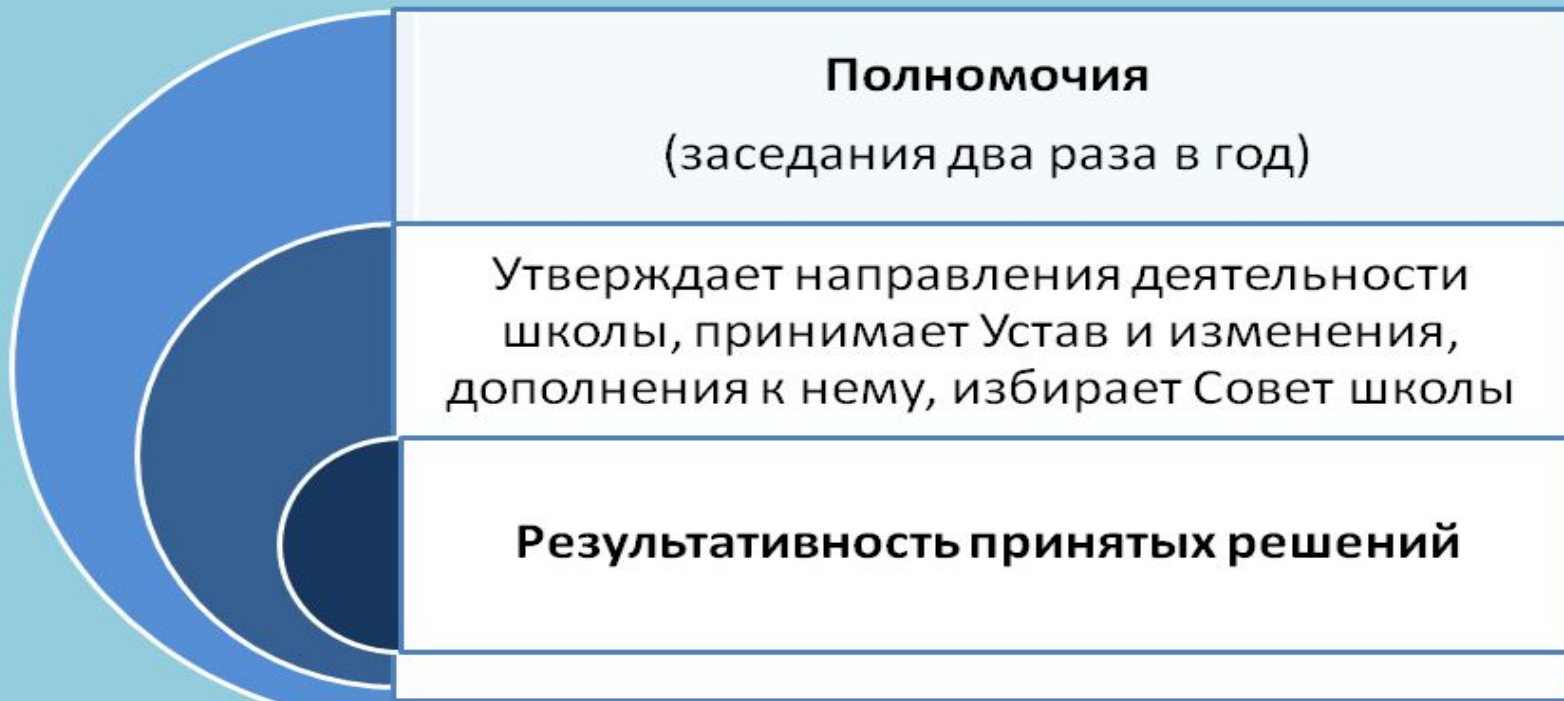 Полномочия
(заседания два раза в год)
Утверждает направления деятельности
школы, принимает Устав и изменения,
дополнения к нему, избирает Совет школы
Результативность принятых решений